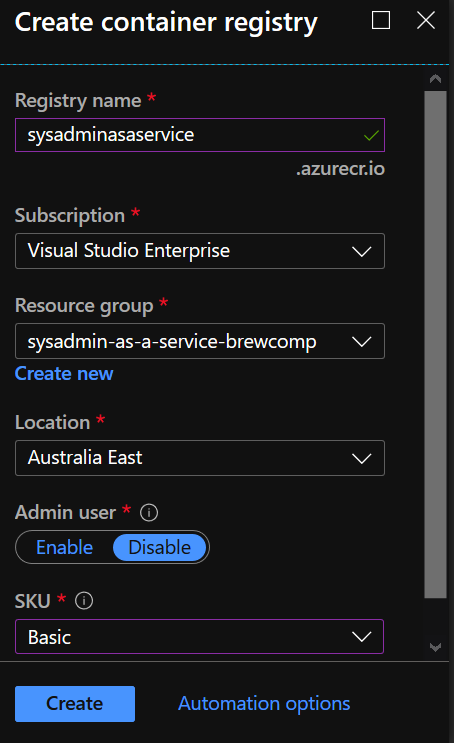 Create container registry
Registry name *
sysadminasaservice
.azurecr.io
Subscription *
Visual Studio Enterprise
Resource group *
sysadmin-as-a-service-brewcomp
Create new
Location *
Australia East
Admin user *
Enable Disable
SKU *
Basic
Create Automation options